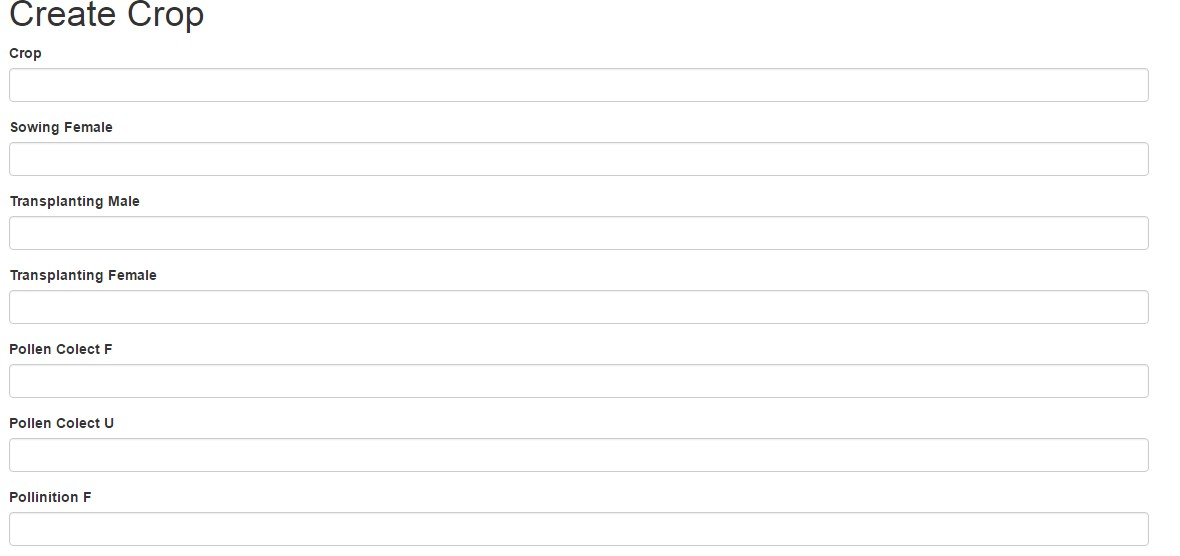 Create Crop
Crop
Sowing Female
Transplanting Male
Transplanting Female
Pollen Colect F
Pollen Colect U
Pollinition F